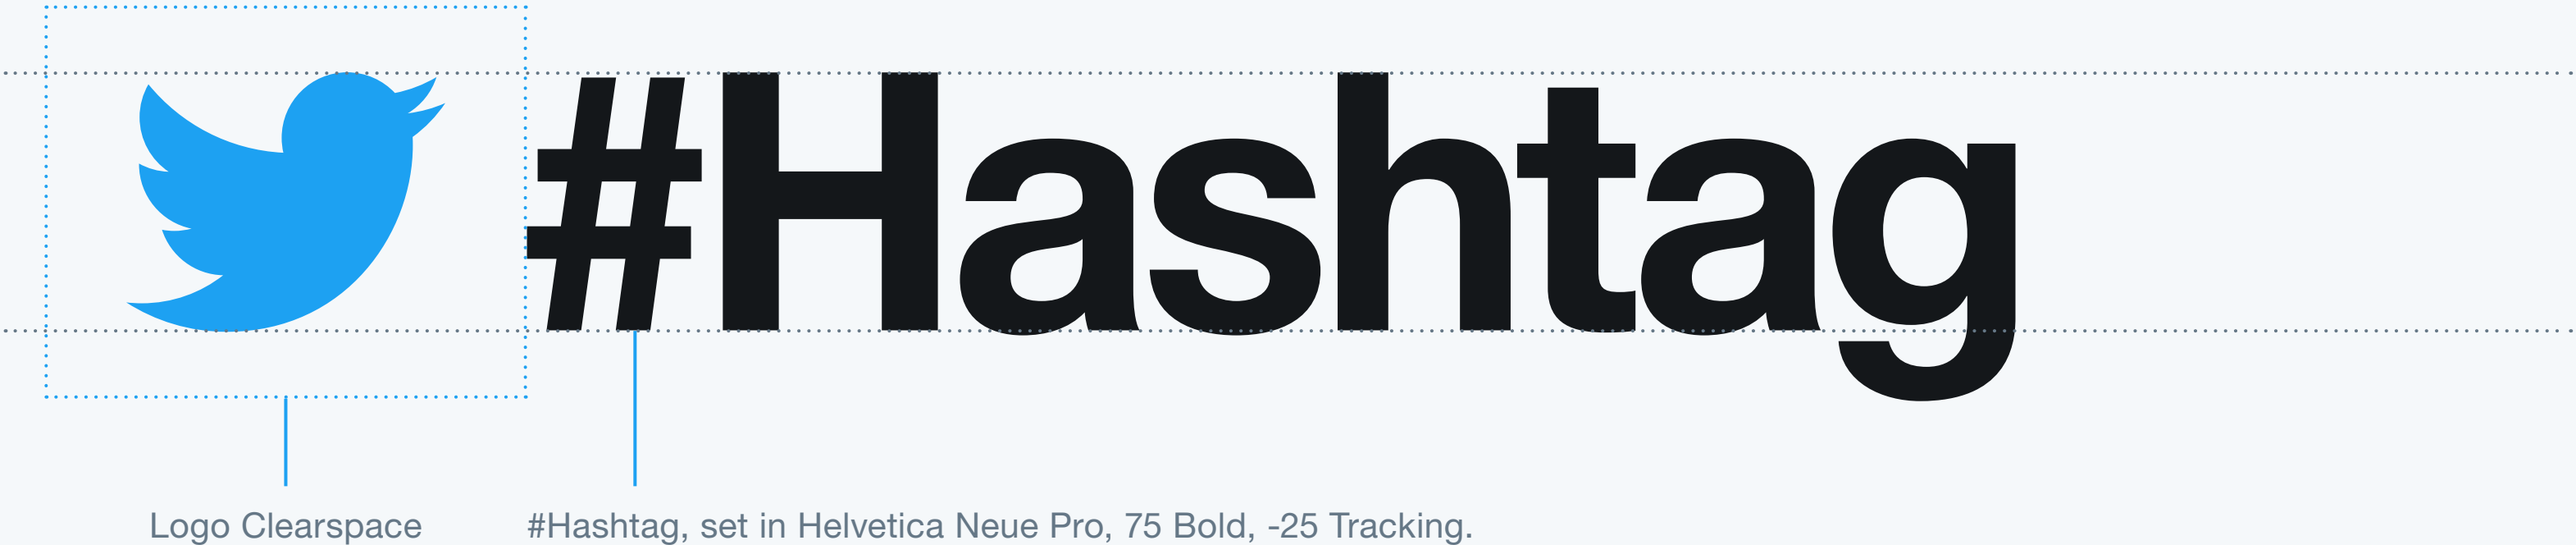 #Hashtag
Logo Clearspace
#Hashtag, set in Helvetica Neue Pro, 75 Bold, -25 Tracking.